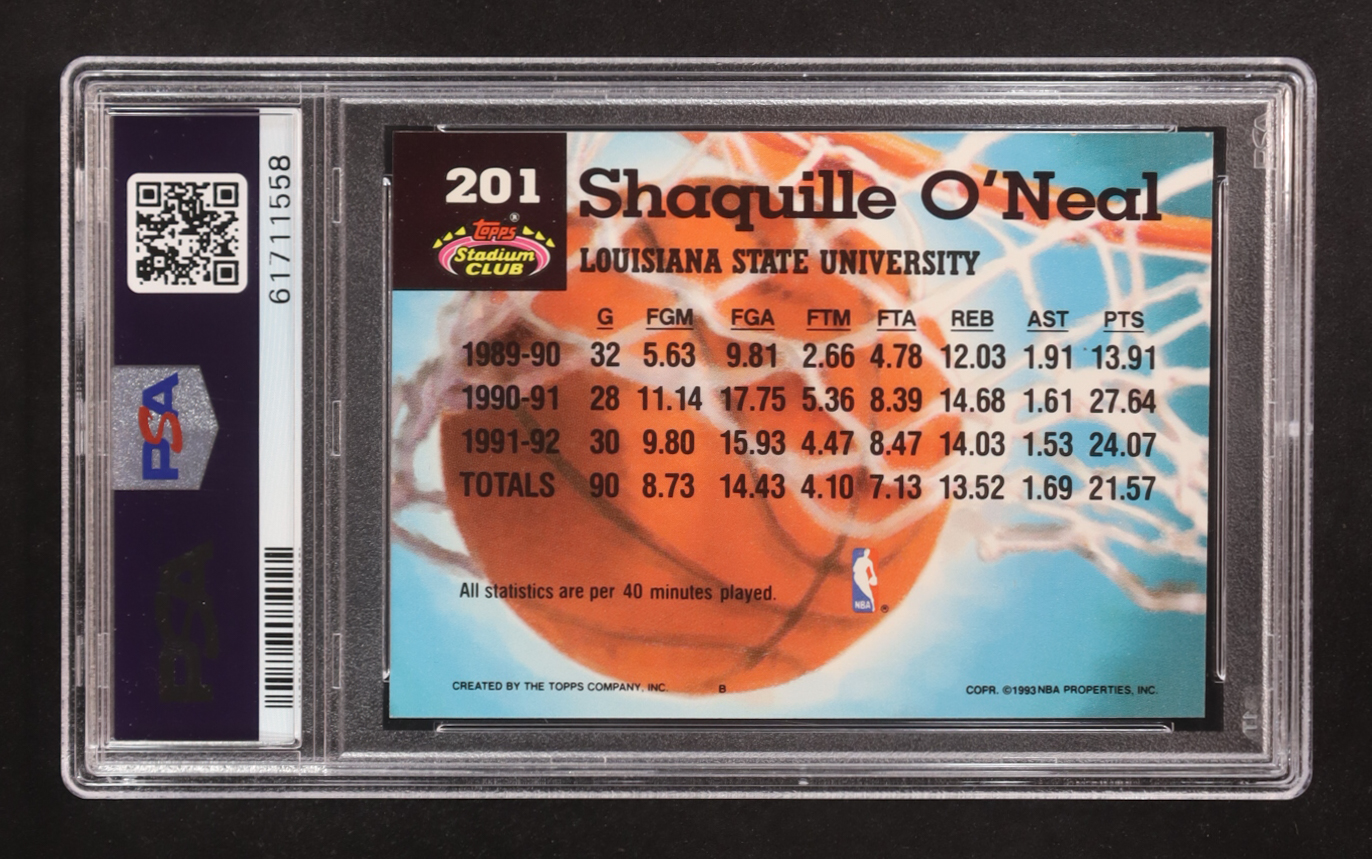 61711558
PSA
PSA
201
Topps®
Stadium
CLUB
Shaquille O'Neal
LOUISIANA STATE UNIVERSITY
G FGM FGA FTM FTA REB AST PTS
1989-90 32 5.63 9.81 2.66 4.78 12.03 1.91 13.91
1990-91 28 11.14 17.75 5.36 8.39 14.68 1.61 27.64
1991-92 30 9.80 15.93 4.47 8.47 14.03 1.53 24.07
TOTALS 90 8.73 14.43 4.10 7.13 13.52 1.69 21.57
All statistics are per 40 minutes played.
NBA®
CREATED BY THE TOPPS COMPANY, INC. B COPR. ©1993 NBA PROPERTIES, INC.